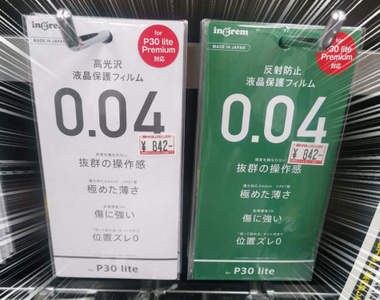 ingrem
MADE IN JAPAN
for
P30 lite
Premium
対応
高光沢
液晶保護フィルム
0.04
¥ 842-
抜群の操作感
極めた薄さ
傷に強い
位置ズレ0
for P30 lite
ingrem
MADE IN JAPAN
for
P30 lite
Premium
対応
反射防止
液晶保護フィルム
0.04
¥ 842-
抜群の操作感
極めた薄さ
傷に強い
位置ズレ0
for P30 lite